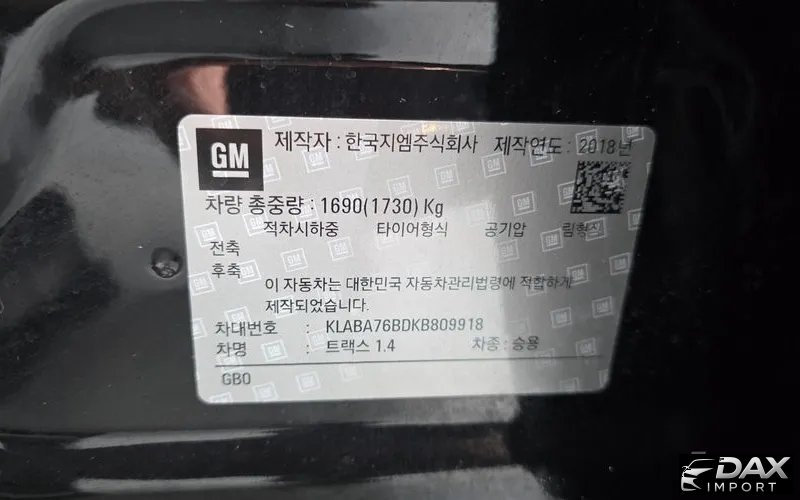 GM 제작자 : 한국지엠주식회사 제작연도 : 2018년
차량 총중량 : 1690(1730) Kg
적차시하중 타이어형식 공기압 림형식
전축
후축
이 자동차는 대한민국 자동차관리법령에 적합하게
제작되었습니다.
차대번호 : KLABA76BDKB809918
차명 : 트랙스 1.4 차종 : 승용
GB0
DAX
IMPORT